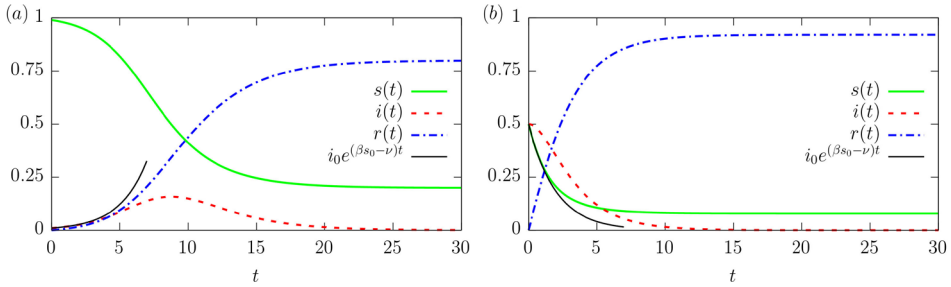 (a)
1
0.75
0.5
0.25
0
0 5 10 15 20 25 30
t
s(t)
i(t)
r(t)
i₀e^{(βs₀−ν)t}
(b)
1
0.75
0.5
0.25
0
0 5 10 15 20 25 30
t
s(t)
i(t)
r(t)
i₀e^{(βs₀−ν)t}